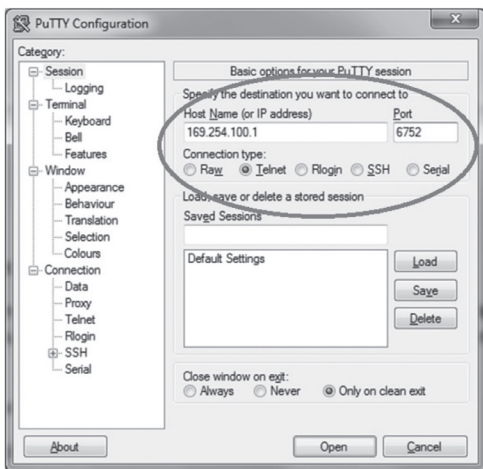 PuTTY Configuration
x
Category:
Session
Logging
Terminal
Keyboard
Bell
Features
Window
Appearance
Behaviour
Translation
Selection
Colours
Connection
Data
Proxy
Telnet
Rlogin
SSH
Serial
Basic options for your PuTTY session
Specify the destination you want to connect to
Host Name (or IP address) Port
169.254.100.1 6752
Connection type:
Raw Telnet Rlogin SSH Serial
Load, save or delete a stored session
Saved Sessions
Default Settings
Load
Save
Delete
Close window on exit:
Always Never Only on clean exit
About Open Cancel